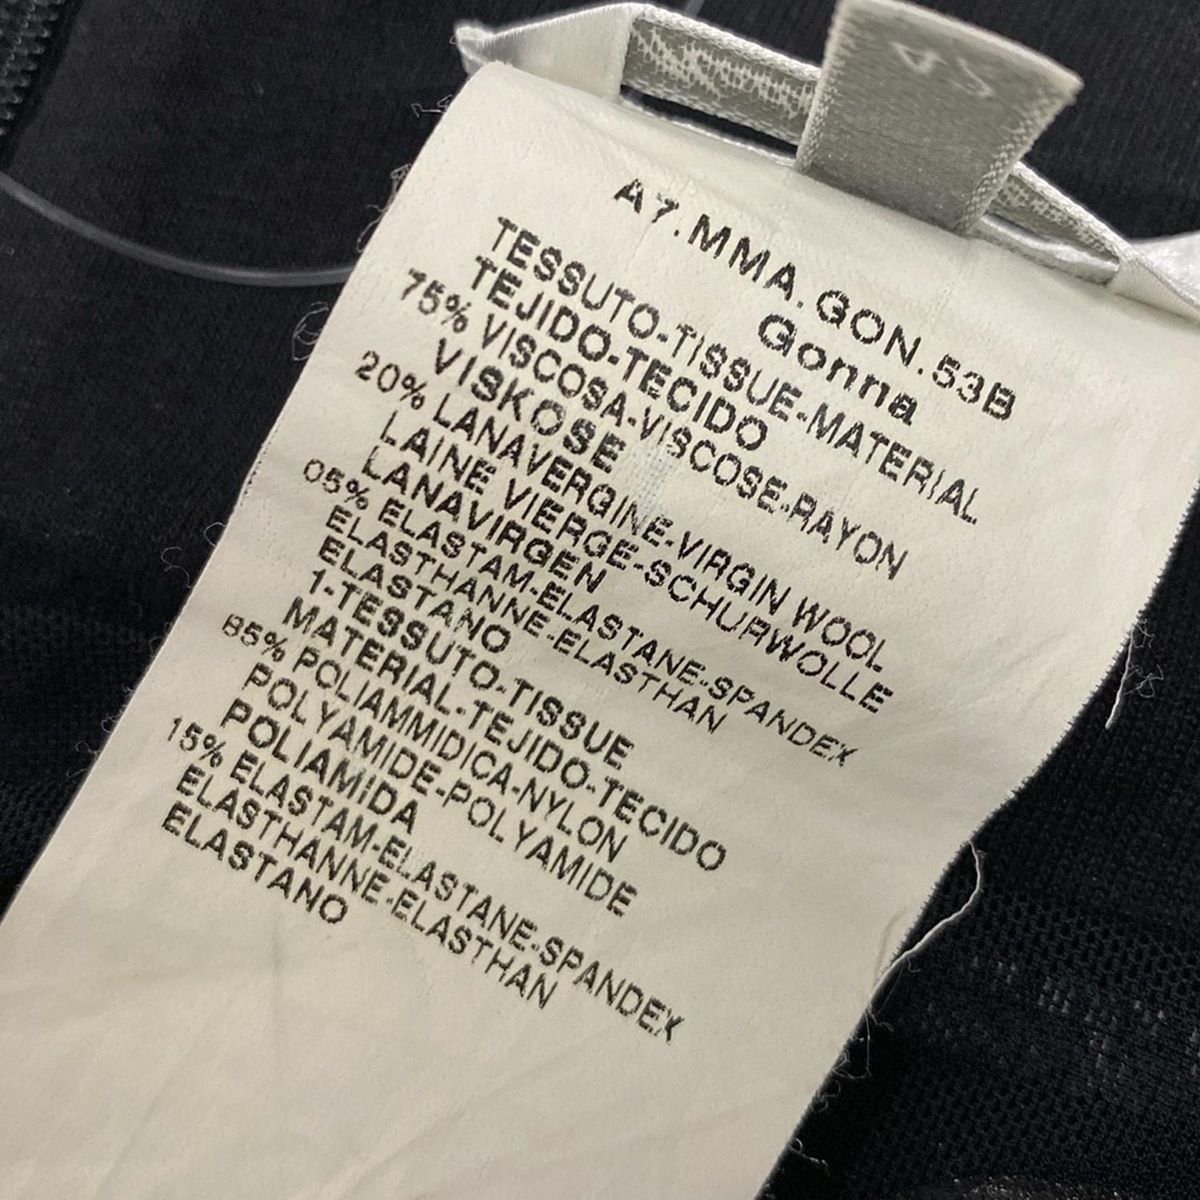 A7.MMA.GON.53B
Gonna
TESSUTO-TISSUE-MATERIAL
TEJIDO-TECIDO
75% VISCOSA-VISCOSE-RAYON
VISKOSE
20% LANAVERGINE-VIRGIN WOOL
LAINE VIERGE-SCHURWOLLE
LANAVIRGEN
05% ELASTAM-ELASTANE-SPANDEX
ELASTHANNE-ELASTHAN
ELASTANO
1-TESSUTO-TISSUE
MATERIAL-TEJIDO-TECIDO
85% POLIAMMIDICA-NYLON
POLYAMIDE-POLYAMIDE
POLIAMIDA
15% ELASTAM-ELASTANE-SPANDEX
ELASTHANNE-ELASTHAN
ELASTANO